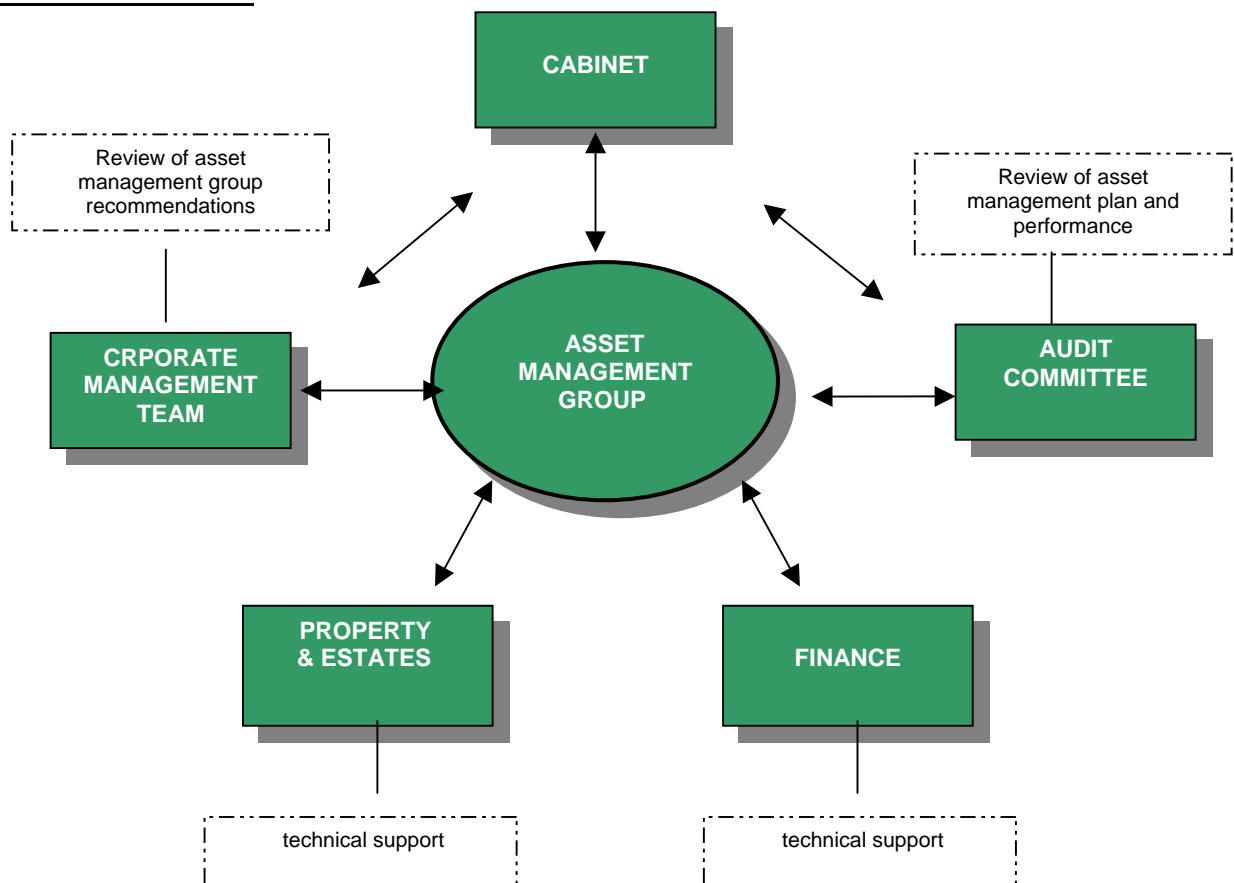 CABINET
Review of asset
management group
recommendations
Review of asset
management plan and
performance
CRPORATE
MANAGEMENT
TEAM
ASSET
MANAGEMENT
GROUP
AUDIT
COMMITTEE
PROPERTY
& ESTATES
FINANCE
technical support
technical support